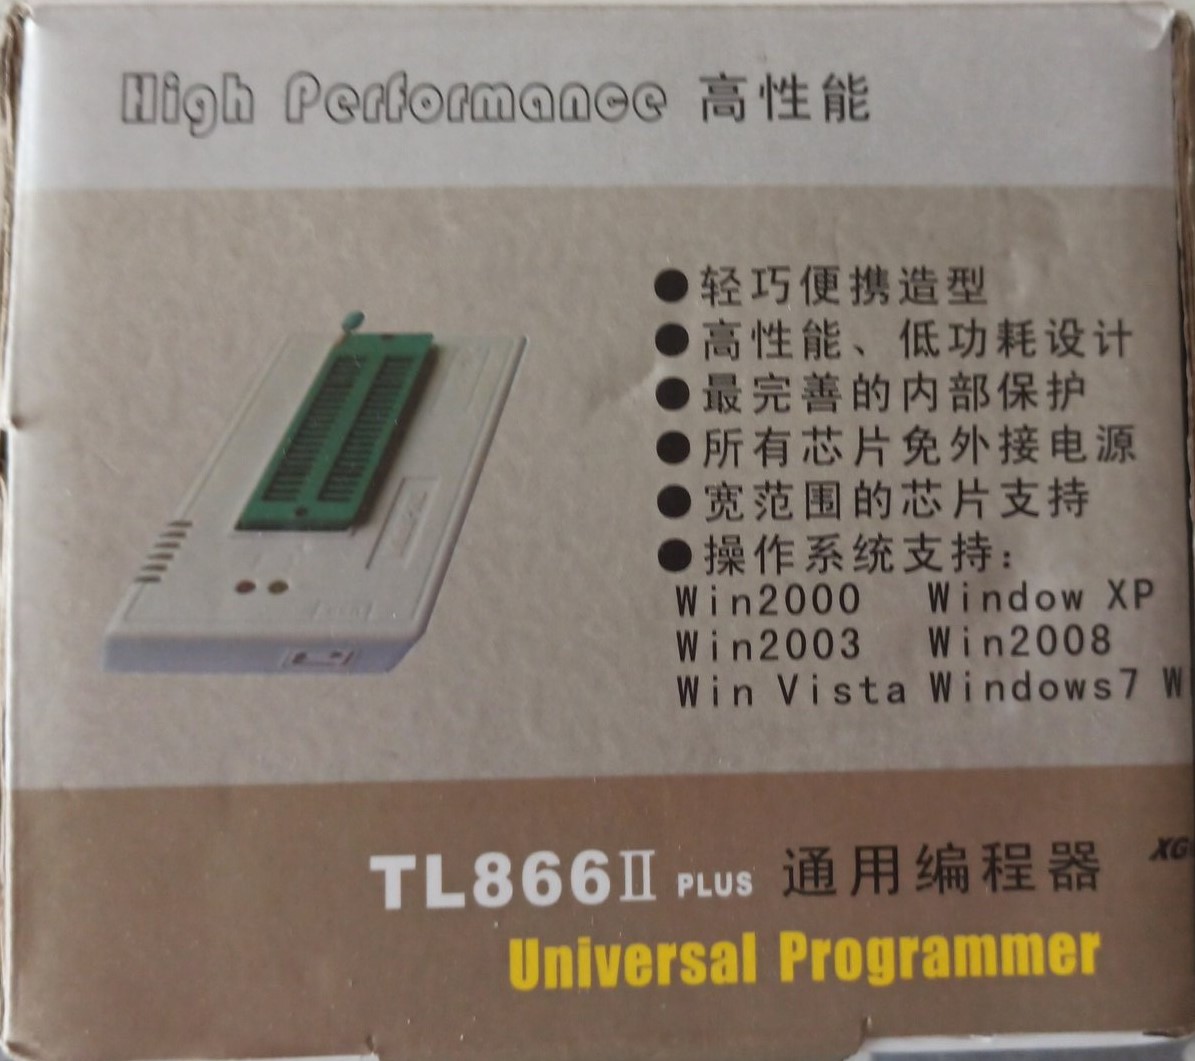 High Performance 高性能
●轻巧便携造型
●高性能、低功耗设计
●最完善的内部保护
●所有芯片免外接电源
●宽范围的芯片支持
●操作系统支持：
Win2000 Window XP
Win2003 Win2008
Win Vista Windows7 W
TL866Ⅱ PLUS 通用编程器 XG
Universal Programmer